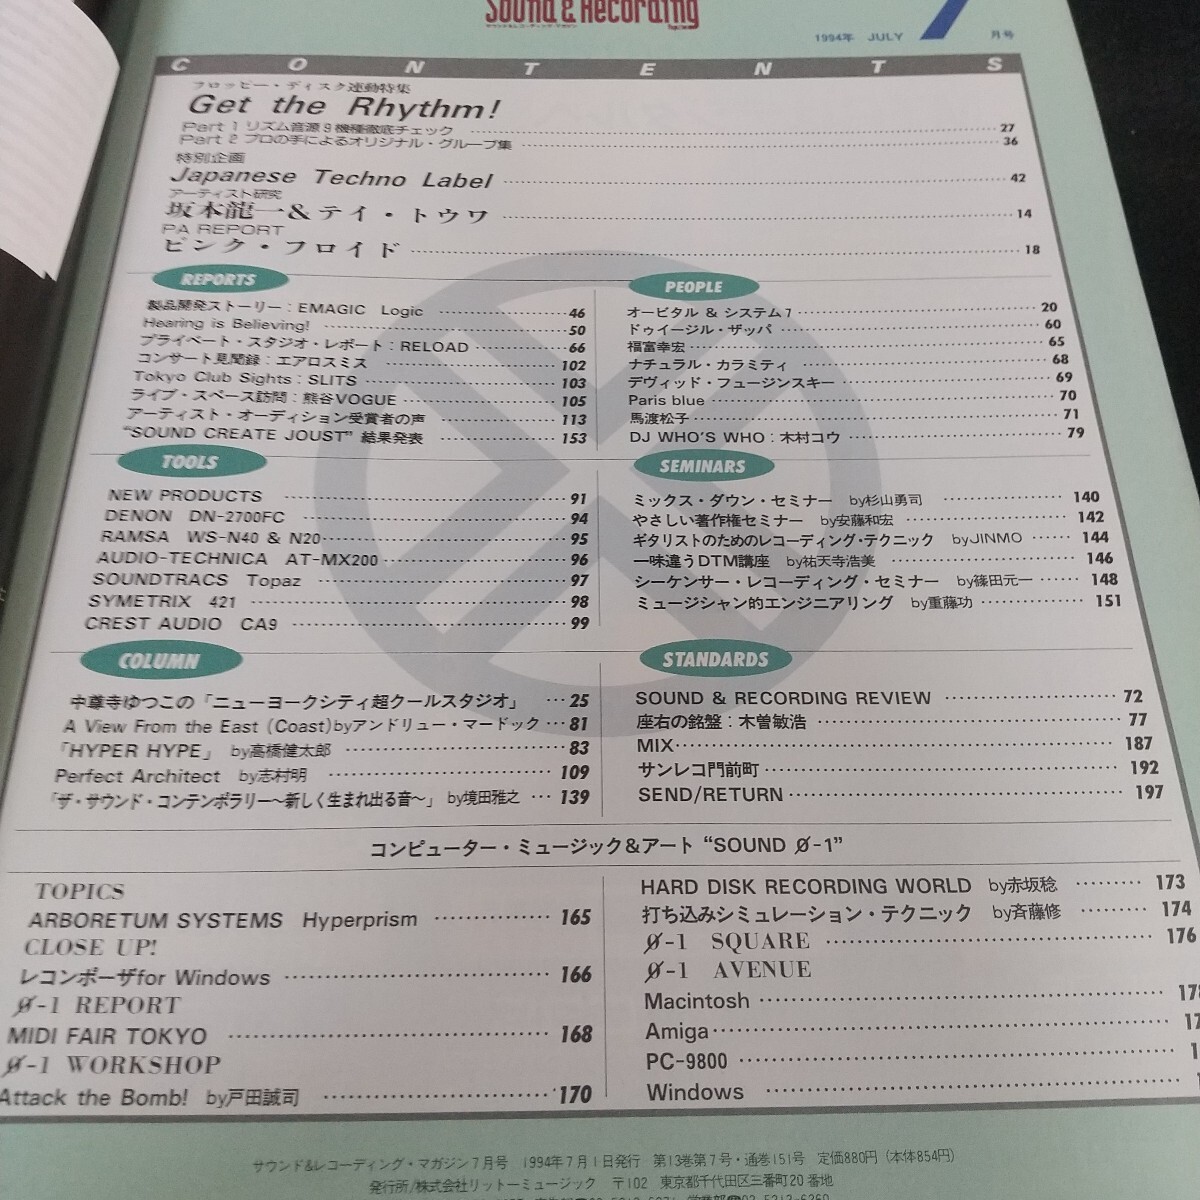 Sound & Recording
サウンド&レコーディング・マガジン
1994年 JULY 7 月号
CONTENTS
フロッピー・ディスク連動特集
Get the Rhythm!
Part 1 リズム音源9機種徹底チェック 27
Part 2 プロの手によるオリジナル・グルーブ集 36
特別企画
Japanese Techno Label 42
アーティスト研究
坂本龍一&テイ・トウワ 14
PA REPORT
ピンク・フロイド 18
REPORTS
製品開発ストーリー:EMAGIC Logic 46
Hearing is Believing! 50
プライベート・スタジオ・レポート:RELOAD 66
コンサート見聞録:エアロスミス 102
Tokyo Club Sights:SLITS 103
ライブ・スペース訪問:熊谷VOGUE 105
アーティスト・オーディション受賞者の声 113
“SOUND CREATE JOUST” 結果発表 153
PEOPLE
オービタル & システム7 20
ドゥイージル・ザッパ 60
福富幸宏 65
ナチュラル・カラミティ 68
デヴィッド・フュージンスキー 69
Paris blue 70
馬渡松子 71
DJ WHO'S WHO:木村コウ 79
TOOLS
NEW PRODUCTS 91
DENON DN-2700FC 94
RAMSA WS-N40 & N20 95
AUDIO-TECHNICA AT-MX200 96
SOUNDTRACS Topaz 97
SYMETRIX 421 98
CREST AUDIO CA9 99
SEMINARS
ミックス・ダウン・セミナー by杉山勇司 140
やさしい著作権セミナー by安藤和宏 142
ギタリストのためのレコーディング・テクニック byJINMO 144
一味違うDTM講座 by祐天寺浩美 146
シーケンサー・レコーディング・セミナー by篠田元一 148
ミュージシャン的エンジニアリング by重藤功 151
COLUMN
中尊寺ゆつこの「ニューヨークシティ超クールスタジオ」 25
A View From the East (Coast)byアンドリュー・マードック 81
「HYPER HYPE」 by高橋健太郎 83
Perfect Architect by志村明 109
「ザ・サウンド・コンテンポラリー〜新しく生まれ出る音〜」 by境田雅之 139
STANDARDS
SOUND & RECORDING REVIEW 72
座右の銘盤:木曽敏浩 77
MIX 187
サンレコ門前町 192
SEND/RETURN 197
コンピューター・ミュージック&アート “SOUND Ø-1”
TOPICS
ARBORETUM SYSTEMS Hyperprism 165
CLOSE UP!
レコンポーザfor Windows 166
Ø-1 REPORT
MIDI FAIR TOKYO 168
Ø-1 WORKSHOP
Attack the Bomb! by戸田誠司 170
HARD DISK RECORDING WORLD by赤坂稔 173
打ち込みシミュレーション・テクニック by斉藤修 174
Ø-1 SQUARE 176
Ø-1 AVENUE
Macintosh
Amiga
PC-9800
Windows
サウンド&レコーディング・マガジン7月号 1994年7月1日発行 第13巻第7号・通巻151号 定価880円(本体854円)
発行所/株式会社リットーミュージック 〒102 東京都千代田区三番町20番地